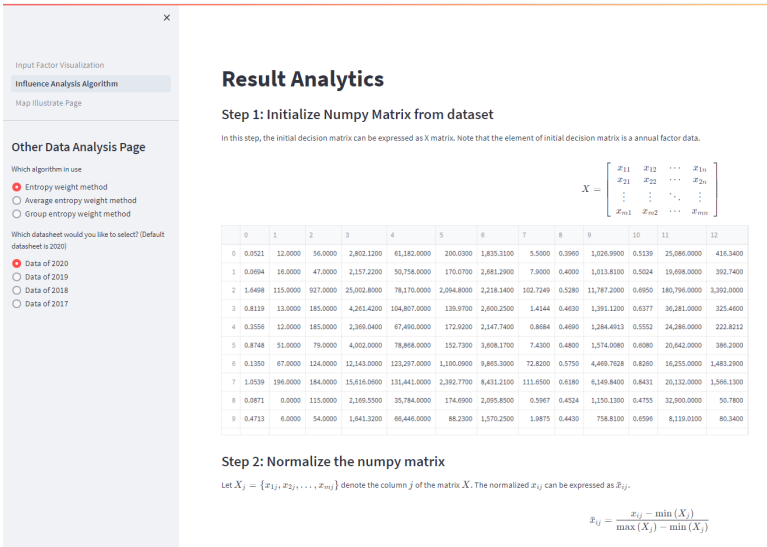 ×
Input Factor Visualization
Influence Analysis Algorithm
Map Illustrate Page
Other Data Analysis Page
Which algorithm in use
Entropy weight method
Average entropy weight method
Group entropy weight method
Which datasheet would you like to select? (Default
datasheet is 2020)
Data of 2020
Data of 2019
Data of 2018
Data of 2017
Result Analytics
Step 1: Initialize Numpy Matrix from dataset
In this step, the initial decision matrix can be expressed as X matrix. Note that the element of initial decision matrix is a annual factor data.
x₁₁ x₁₂ ⋯ x₁ₙ
x₂₁ x₂₂ ⋯ x₂ₙ
X =
⋮ ⋮ ⋱ ⋮
xₘ₁ xₘ₂ ⋯ xₘₙ
0 1 2 3 4 5 6 7 8 9 10 11 12
0 0.0521 12.0000 56.0000 2,802.1200 61,182.0000 200.0300 1,835.3100 5.5000 0.3960 1,026.5200 0.5139 25,086.0000 416.3400
1 0.0694 16.0000 47.0000 2,157.2200 50,758.0000 170.0700 2,681.2900 7.9000 0.4000 1,013.8100 0.5024 19,698.0000 392.7400
2 1.6498 115.0000 927.0000 25,002.8000 78,170.0000 2,094.8000 2,218.1400 102.7249 0.5280 11,787.2000 0.6950 180,796.0000 3,392.0000
3 0.8119 13.0000 185.0000 4,261.4200 104,807.0000 139.9700 2,600.2500 1.4144 0.4630 1,391.1200 0.6377 36,281.0000 325.4600
4 0.3556 12.0000 185.0000 2,369.0400 67,490.0000 172.9200 2,147.7400 0.8684 0.4690 1,284.4913 0.5552 24,286.0000 222.8212
5 0.8748 51.0000 79.0000 4,002.0000 78,868.0000 152.7300 3,608.1700 7.4300 0.4800 1,574.0080 0.6080 20,642.0000 386.2000
6 0.1350 67.0000 124.0000 12,143.0000 123,297.0000 1,100.0900 9,865.3000 72.8200 0.5750 4,469.7628 0.8260 16,255.0000 1,483.2900
7 1.0539 196.0000 184.0000 15,616.0600 131,441.0000 2,392.7700 8,431.2100 111.6500 0.6180 6,149.8400 0.8431 20,132.0000 1,566.1300
8 0.0871 0.0000 115.0000 2,169.5500 35,784.0000 174.6900 2,095.8500 0.5967 0.4524 1,150.1300 0.4755 32,900.0000 50.7800
9 0.4713 6.0000 54.0000 1,641.3200 66,446.0000 88.2300 1,570.2500 1.9875 0.4430 758.8100 0.6596 8,119.0100 80.3400
Step 2: Normalize the numpy matrix
Let Xⱼ = {x₁ⱼ, x₂ⱼ, . . . , xₘⱼ} denote the column j of the matrix X. The normalized xᵢⱼ can be expressed as x̄ᵢⱼ.
x̄ᵢⱼ = xᵢⱼ − min (Xⱼ) / max (Xⱼ) − min (Xⱼ)